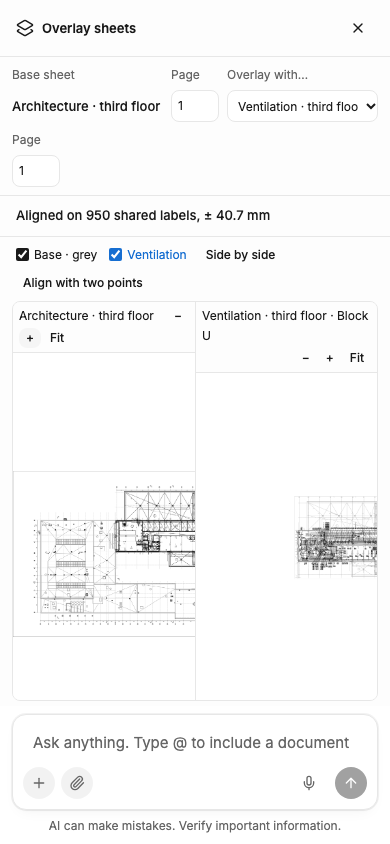 Overlay sheets
Base sheet
Page
Overlay with...
Architecture · third floor
1
Ventilation · third floo
Page
1
Aligned on 950 shared labels, ± 40.7 mm
Base · grey
Ventilation
Side by side
Align with two points
Architecture · third floor
−
+
Fit
Ventilation · third floor · Block
U
−
+
Fit
Ask anything. Type @ to include a document
AI can make mistakes. Verify important information.